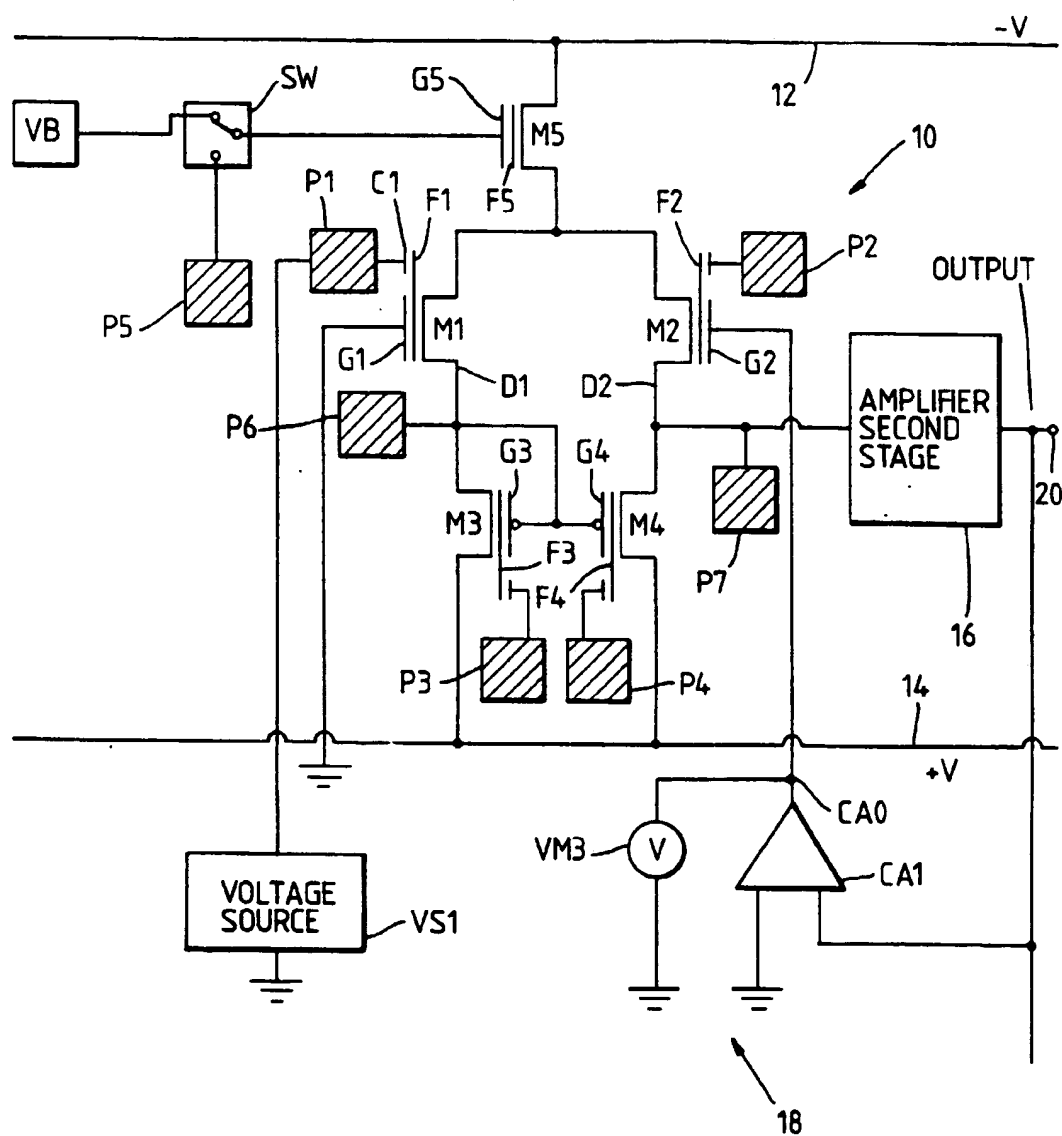 -V
12
G5
SW
VB
M5
10
P1
C1
F1
F5
F2
P2
OUTPUT
P5
M1
M2
G1
G2
D1
D2
P6
AMPLIFIER
SECOND
STAGE
G3
G4
20
M3
M4
F3
F4
P7
16
P3
P4
14
+V
CA0
VM3
V
CA1
VOLTAGE
SOURCE
VS1
18